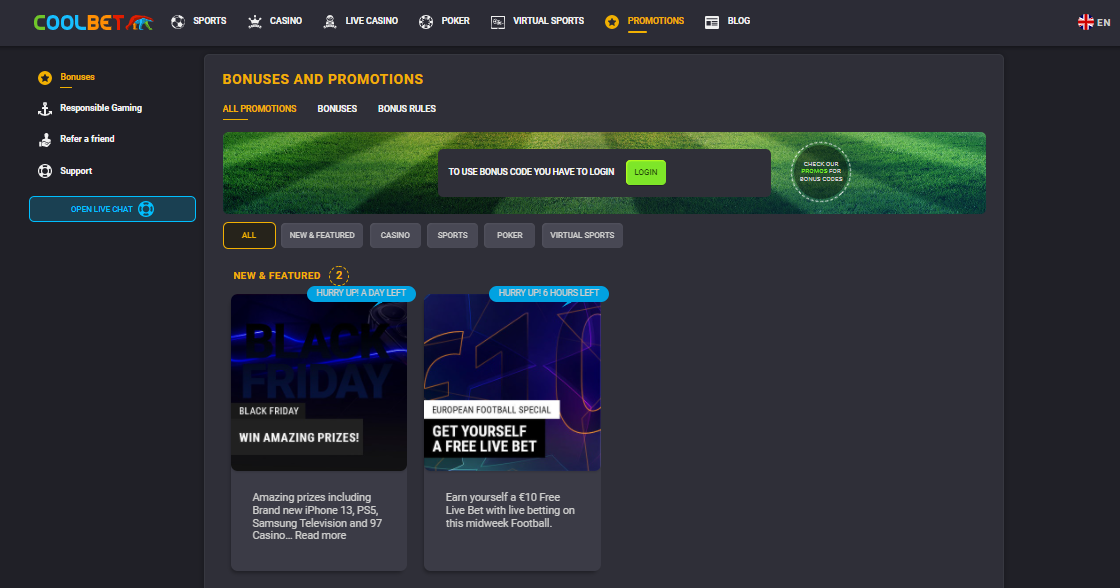 COOLBET
SPORTS
CASINO
LIVE CASINO
POKER
VIRTUAL SPORTS
PROMOTIONS
BLOG
EN
Bonuses
Responsible Gaming
Refer a friend
Support
OPEN LIVE CHAT
BONUSES AND PROMOTIONS
ALL PROMOTIONS
BONUSES
BONUS RULES
TO USE BONUS CODE YOU HAVE TO LOGIN
LOGIN
CHECK OUR
PROMOS FOR
BONUS CODES
ALL
NEW & FEATURED
CASINO
SPORTS
POKER
VIRTUAL SPORTS
NEW & FEATURED 2
HURRY UP! A DAY LEFT
BLACK
FRIDAY
BLACK FRIDAY
WIN AMAZING PRIZES!
Amazing prizes including
Brand new iPhone 13, PS5,
Samsung Television and 97
Casino... Read more
HURRY UP! 6 HOURS LEFT
€10
EUROPEAN FOOTBALL SPECIAL
GET YOURSELF
A FREE LIVE BET
Earn yourself a €10 Free
Live Bet with live betting on
this midweek Football.